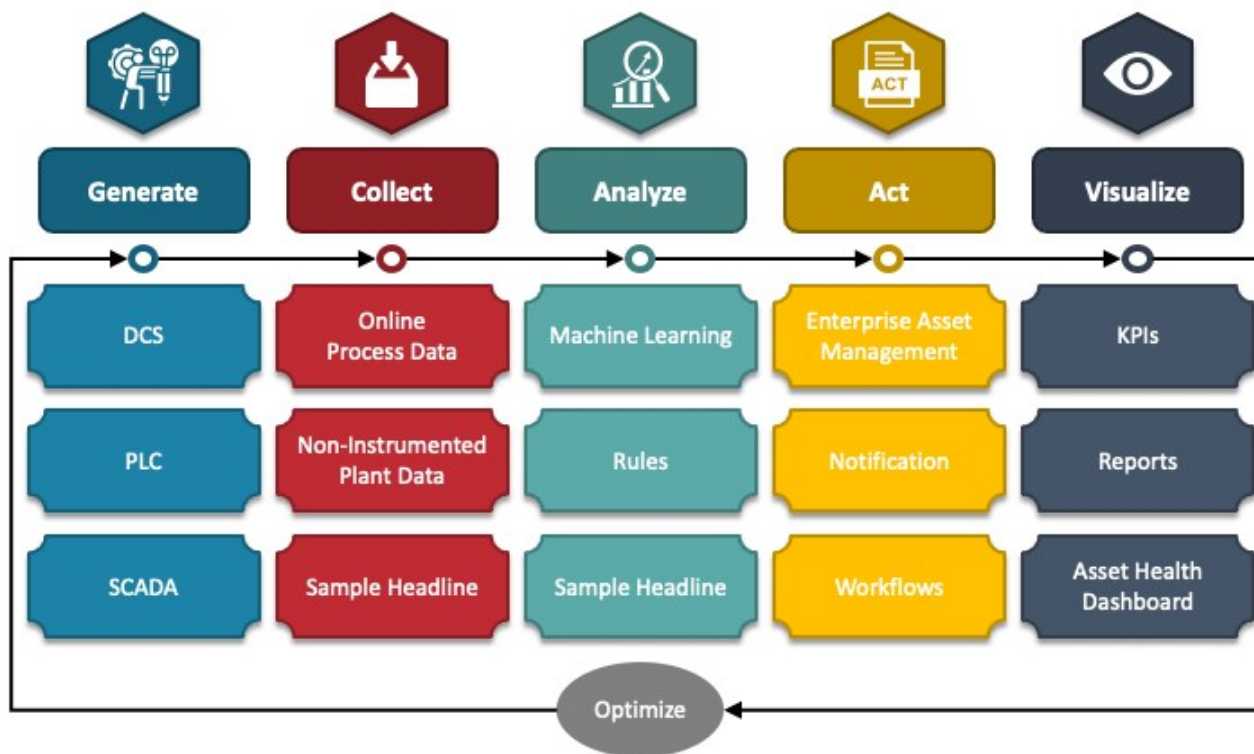 ACT
Generate
Collect
Analyze
Act
Visualize
DCS
Online
Process Data
Machine Learning
Enterprise Asset
Management
KPIs
PLC
Non-Instrumented
Plant Data
Rules
Notification
Reports
SCADA
Sample Headline
Sample Headline
Workflows
Asset Health
Dashboard
Optimize